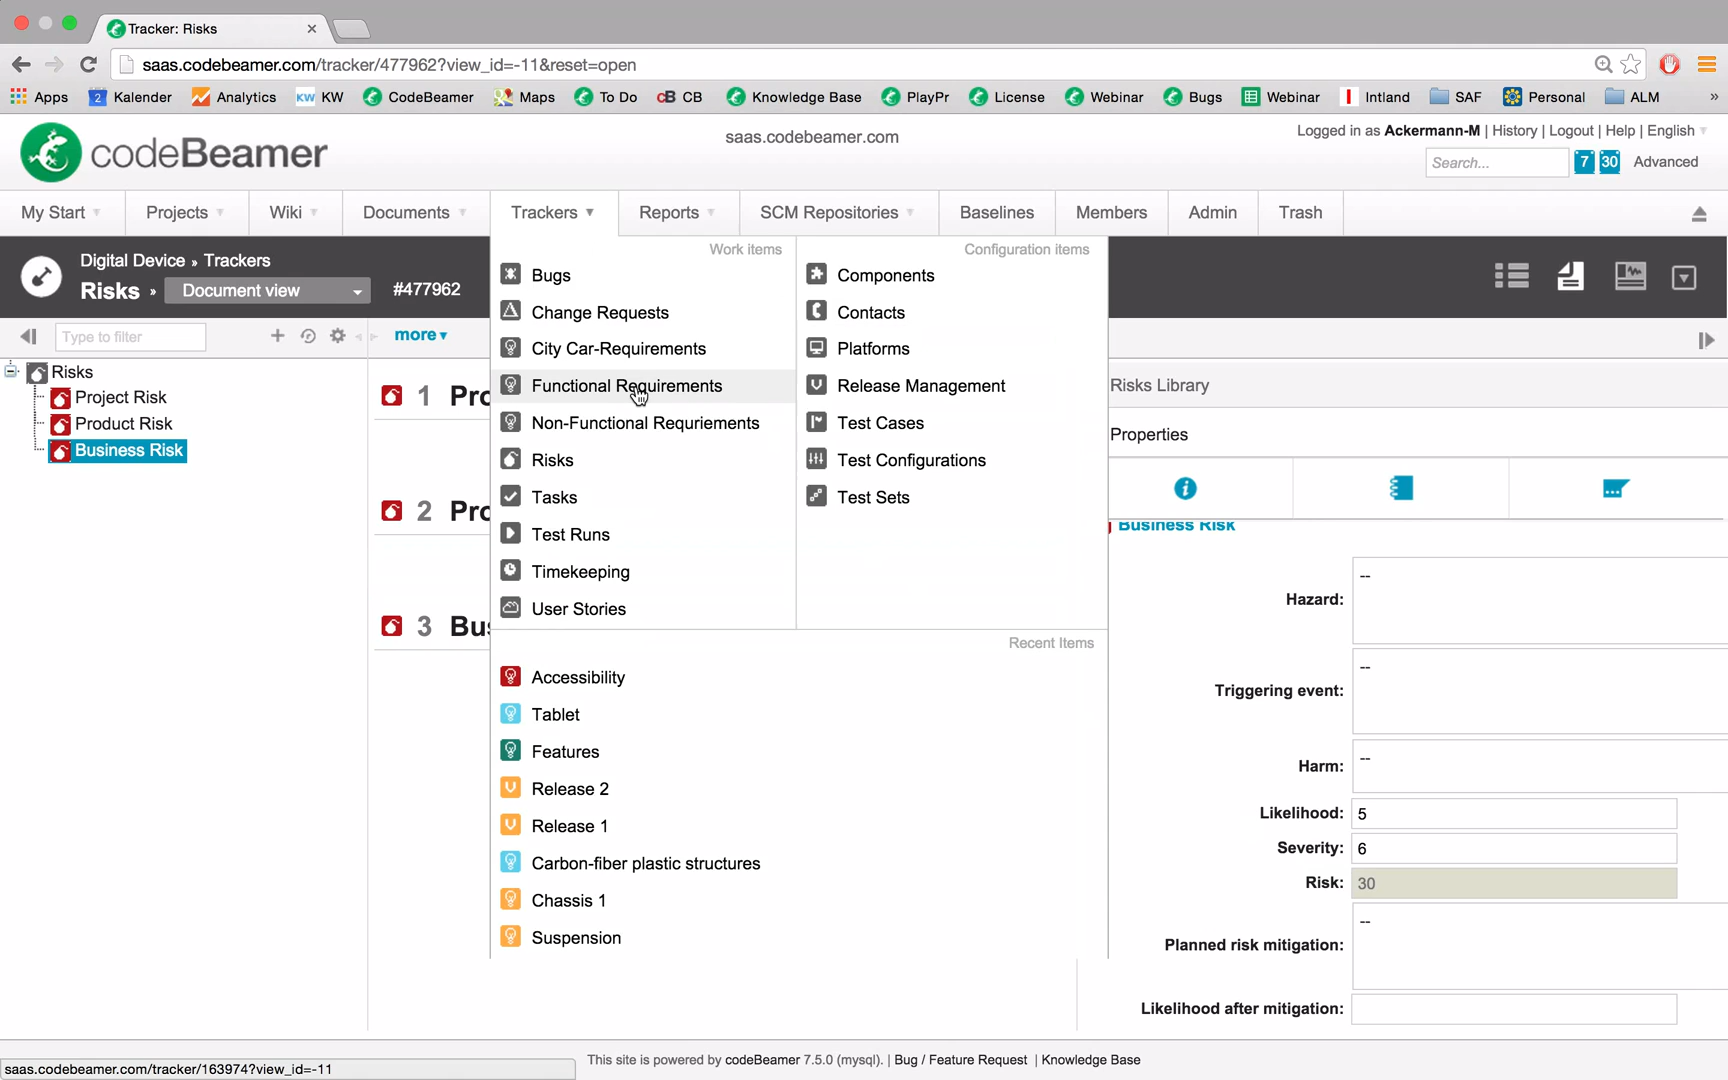 Tracker: Risks
saas.codebeamer.com/tracker/477962?view_id=-11&reset=open
Apps 2 Kalender Analytics KW KW CodeBeamer Maps To Do cB CB Knowledge Base PlayPr License Webinar Bugs Webinar Intland SAF Personal ALM »
codeBeamer
saas.codebeamer.com
Logged in as Ackermann-M | History | Logout | Help | English
Search... 7 30 Advanced
My Start Projects Wiki Documents Trackers Reports SCM Repositories Baselines Members Admin Trash
Digital Device » Trackers
Risks » Document view #477962
Type to filter
more
Risks
Project Risk
Product Risk
Business Risk
1 Pro
2 Pro
3 Bus
Work items
Bugs
Change Requests
City Car-Requirements
Functional Requirements
Non-Functional Requriements
Risks
Tasks
Test Runs
Timekeeping
User Stories
Configuration items
Components
Contacts
Platforms
Release Management
Test Cases
Test Configurations
Test Sets
Recent Items
Accessibility
Tablet
Features
Release 2
Release 1
Carbon-fiber plastic structures
Chassis 1
Suspension
Risks Library
Properties
Business Risk
Hazard: --
Triggering event: --
Harm: --
Likelihood: 5
Severity: 6
Risk: 30
Planned risk mitigation: --
Likelihood after mitigation:
This site is powered by codeBeamer 7.5.0 (mysql). | Bug / Feature Request | Knowledge Base
saas.codebeamer.com/tracker/163974?view_id=-11